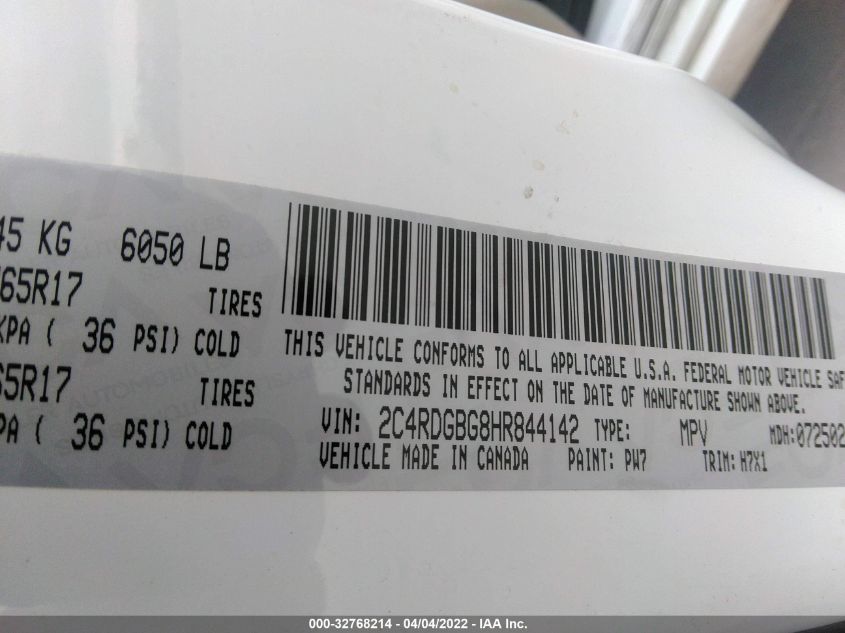 45 KG 6050 LB
65R17 TIRES
KPA ( 36 PSI) COLD
65R17 TIRES
PA ( 36 PSI) COLD
THIS VEHICLE CONFORMS TO ALL APPLICABLE U.S.A. FEDERAL MOTOR VEHICLE SAF
STANDARDS IN EFFECT ON THE DATE OF MANUFACTURE SHOWN ABOVE.
VIN: 2C4RDGBG8HR844142 TYPE: MPV MDH:072502
VEHICLE MADE IN CANADA PAINT: PW7 TRIM: H7X1
000-32768214 - 04/04/2022 - IAA Inc.